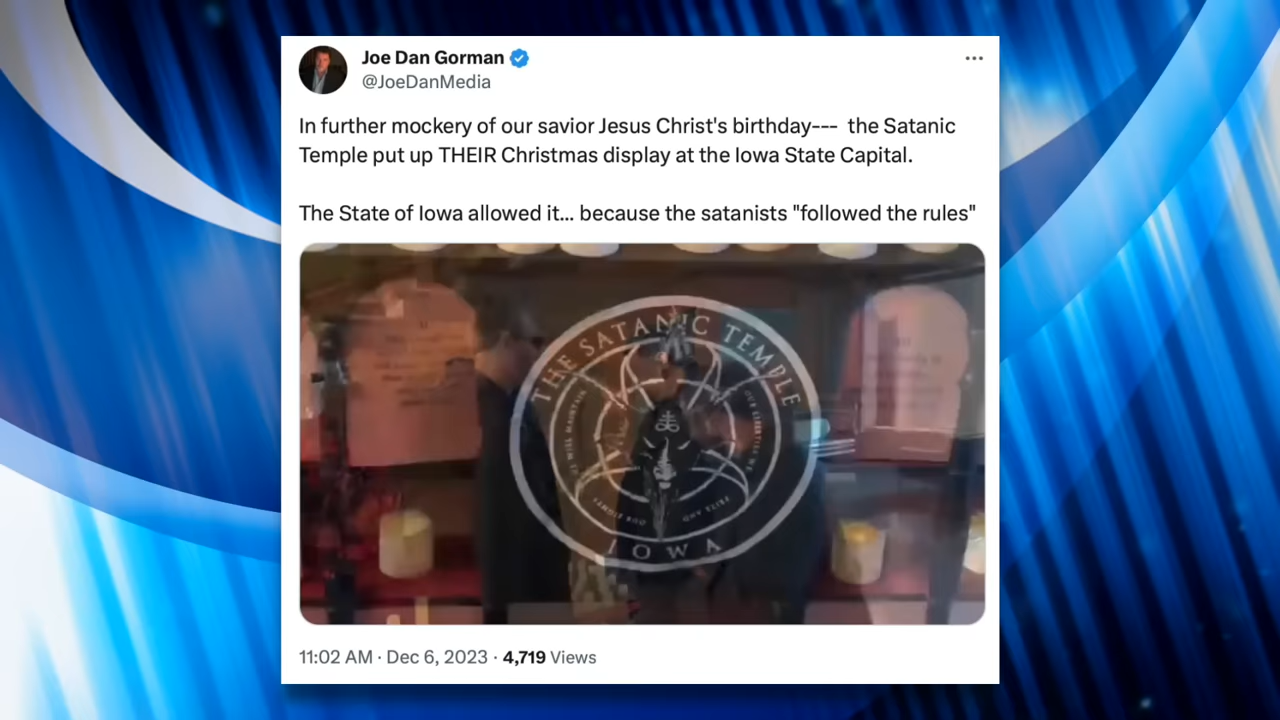 Joe Dan Gorman
@JoeDanMedia
In further mockery of our savior Jesus Christ's birthday--- the Satanic
Temple put up THEIR Christmas display at the Iowa State Capital.
The State of Iowa allowed it... because the satanists "followed the rules"
THE SATANIC TEMPLE
IOWA
11:02 AM · Dec 6, 2023 · 4,719 Views